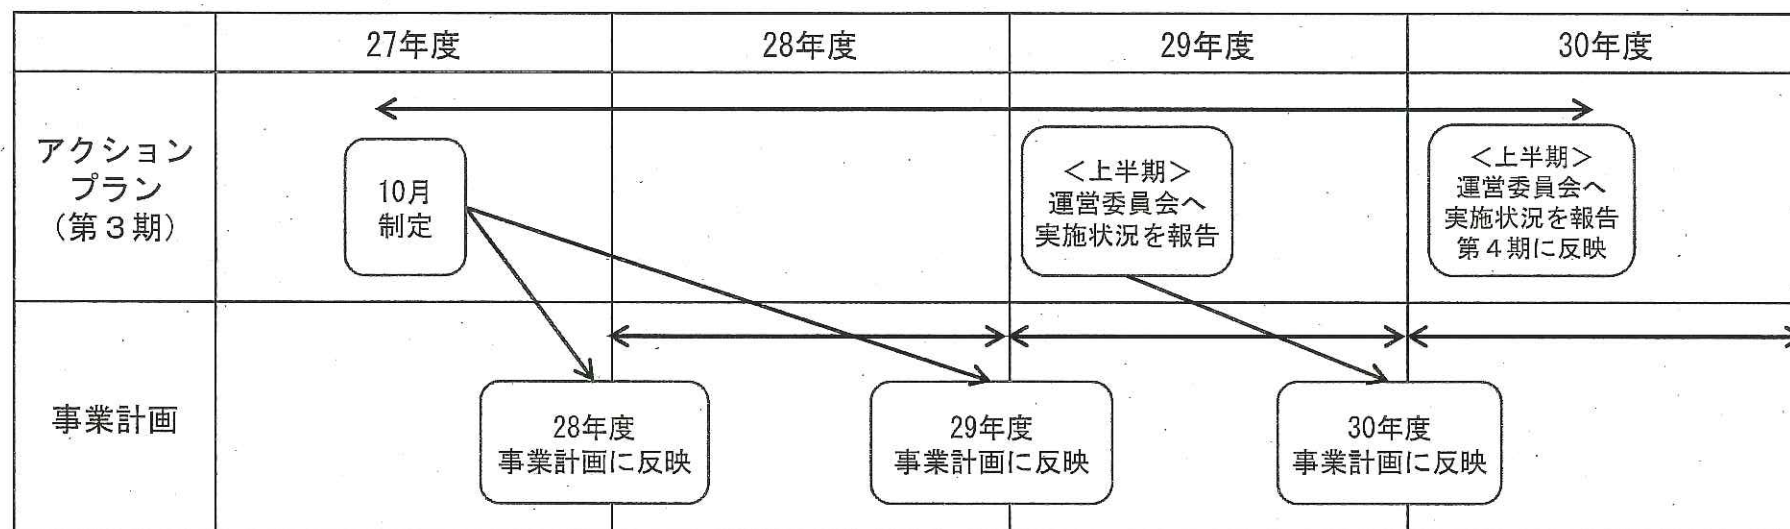 27年度
28年度
29年度
30年度
アクション
プラン
（第３期）
10月
制定
＜上半期＞
運営委員会へ
実施状況を報告
＜上半期＞
運営委員会へ
実施状況を報告
第４期に反映
事業計画
28年度
事業計画に反映
29年度
事業計画に反映
30年度
事業計画に反映